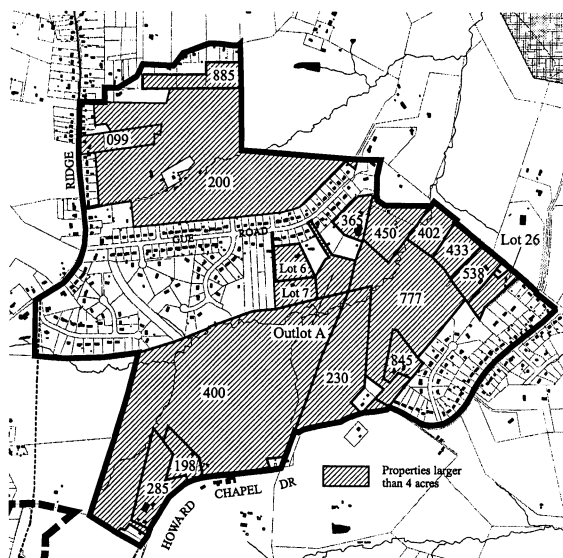 885
099
RIDGE
200
GUE ROAD
365
450
402
433
538
Lot 26
Lot 6
Lot 7
777
Outlot A
845
400
230
198
285
HOWARD CHAPEL DR
Properties larger
than 4 acres